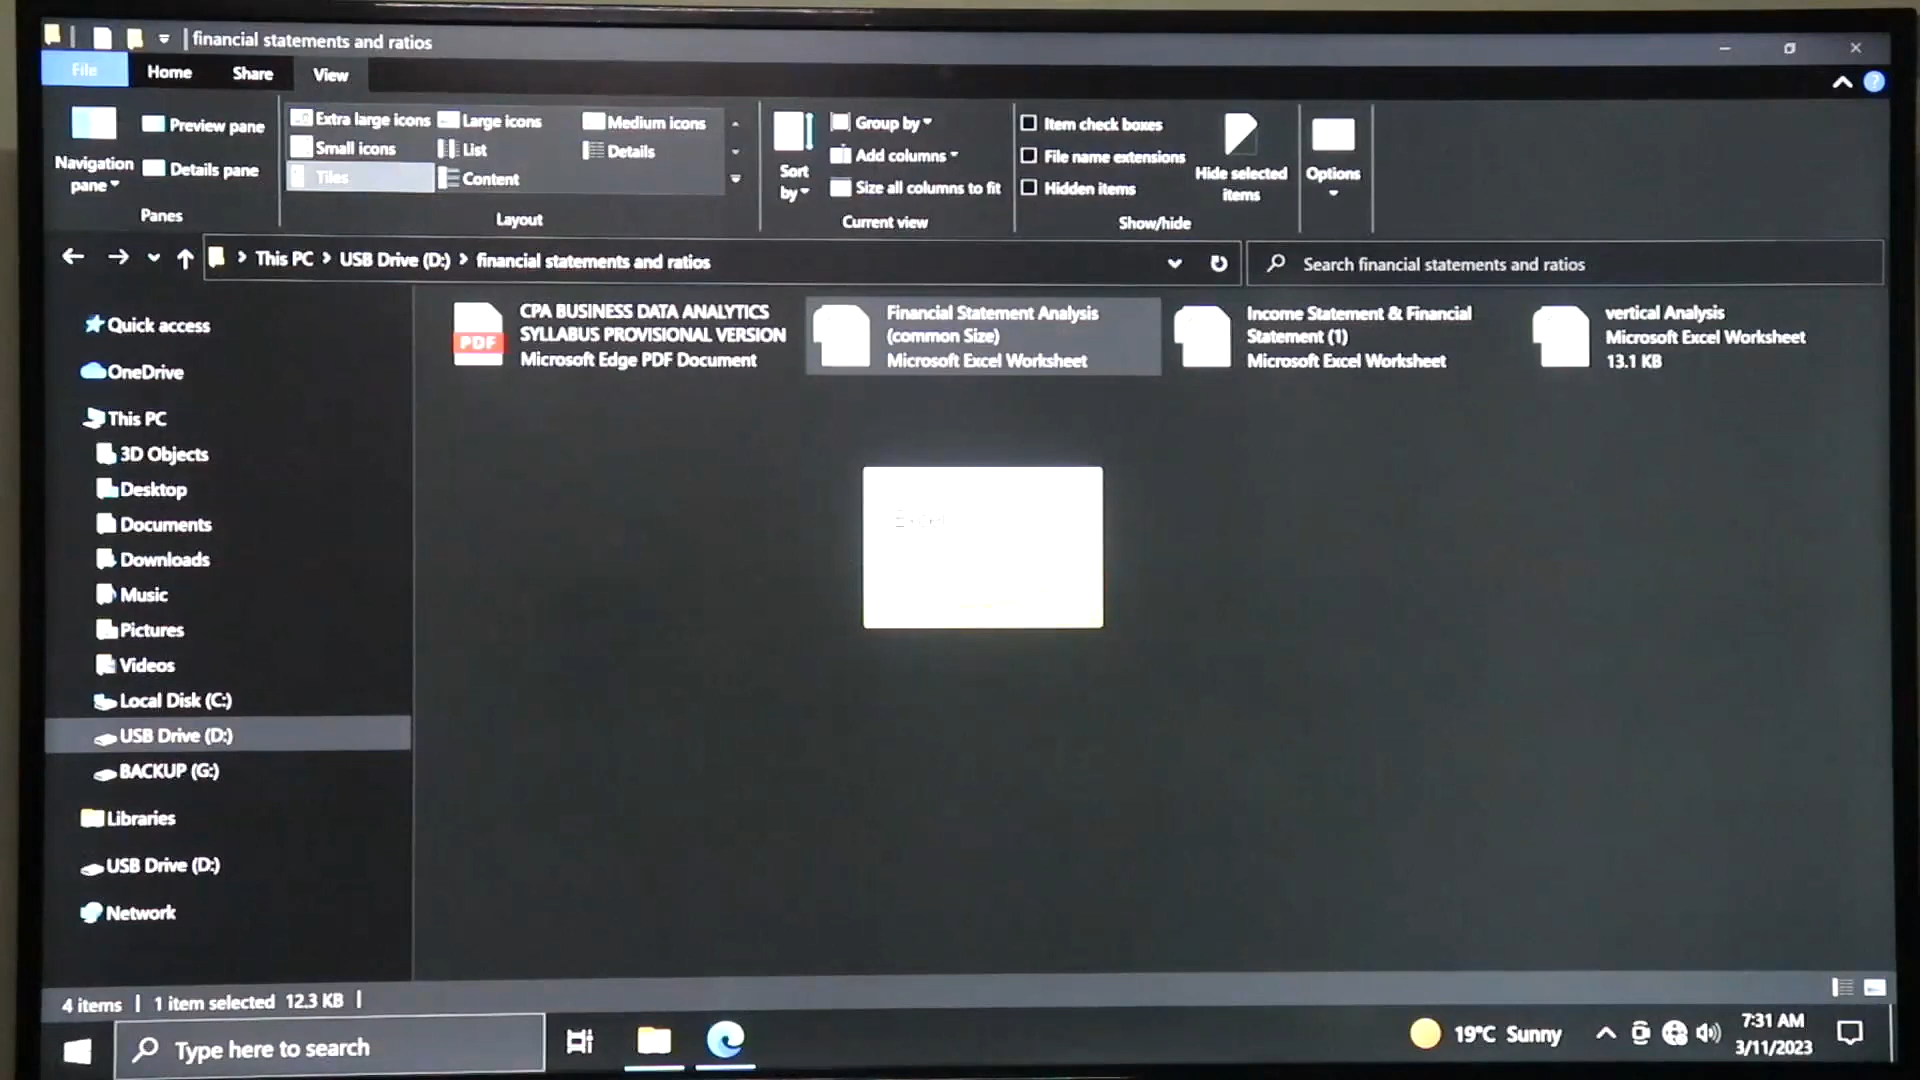 financial statements and ratios
File
Home
Share
View
Navigation pane
Preview pane
Details pane
Panes
Extra large icons
Large icons
Medium icons
Small icons
List
Details
Tiles
Content
Layout
Sort by
Group by
Add columns
Size all columns to fit
Current view
Item check boxes
File name extensions
Hidden items
Hide selected items
Show/hide
Options
This PC > USB Drive (D:) > financial statements and ratios
Search financial statements and ratios
Quick access
OneDrive
This PC
3D Objects
Desktop
Documents
Downloads
Music
Pictures
Videos
Local Disk (C:)
USB Drive (D:)
BACKUP (G:)
Libraries
USB Drive (D:)
Network
PDF
CPA BUSINESS DATA ANALYTICS
SYLLABUS PROVISIONAL VERSION
Microsoft Edge PDF Document
Financial Statement Analysis
(common Size)
Microsoft Excel Worksheet
Income Statement & Financial
Statement (1)
Microsoft Excel Worksheet
vertical Analysis
Microsoft Excel Worksheet
13.1 KB
Excel
4 items
1 item selected 12.3 KB
Type here to search
19°C Sunny
7:31 AM
3/11/2023